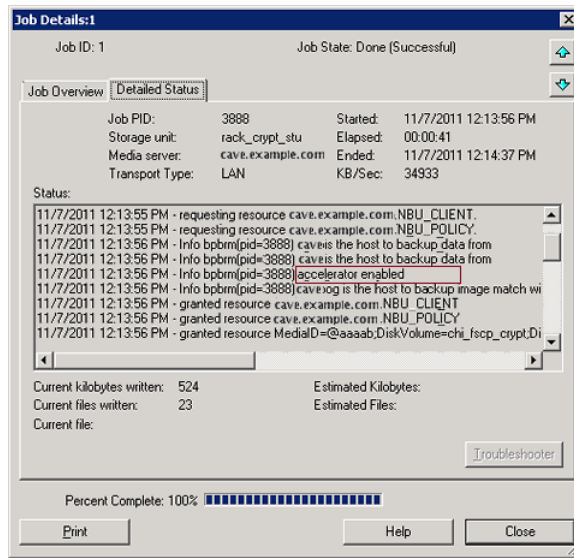 Job Details:1
Job ID: 1 Job State: Done (Successful)
Job Overview Detailed Status
Job PID: 3888 Started: 11/7/2011 12:13:56 PM
Storage unit: rack_crypt_stu Elapsed: 00:00:41
Media server: cave.example.com Ended: 11/7/2011 12:14:37 PM
Transport Type: LAN KB/Sec: 34933
Status:
11/7/2011 12:13:55 PM - requesting resource cave.example.com.NBU_CLIENT.
11/7/2011 12:13:55 PM - requesting resource cave.example.com.NBU_POLICY.
11/7/2011 12:13:56 PM - Info bpbrm(pid=3888) cave is the host to backup data from
11/7/2011 12:13:56 PM - Info bpbrm(pid=3888) cave is the host to backup data from
11/7/2011 12:13:56 PM - Info bpbrm(pid=3888) accelerator enabled
11/7/2011 12:13:56 PM - Info bpbrm(pid=3888) cave og is the host to backup image match wi
11/7/2011 12:13:56 PM - granted resource cave.example.com.NBU_CLIENT
11/7/2011 12:13:56 PM - granted resource cave.example.com.NBU_POLICY
11/7/2011 12:13:56 PM - granted resource MediaID=@aaaab;DiskVolume=chi_fscp_crypt;Di
Current kilobytes written: 524 Estimated Kilobytes:
Current files written: 23 Estimated Files:
Current file:
Troubleshooter
Percent Complete: 100%
Print Help Close